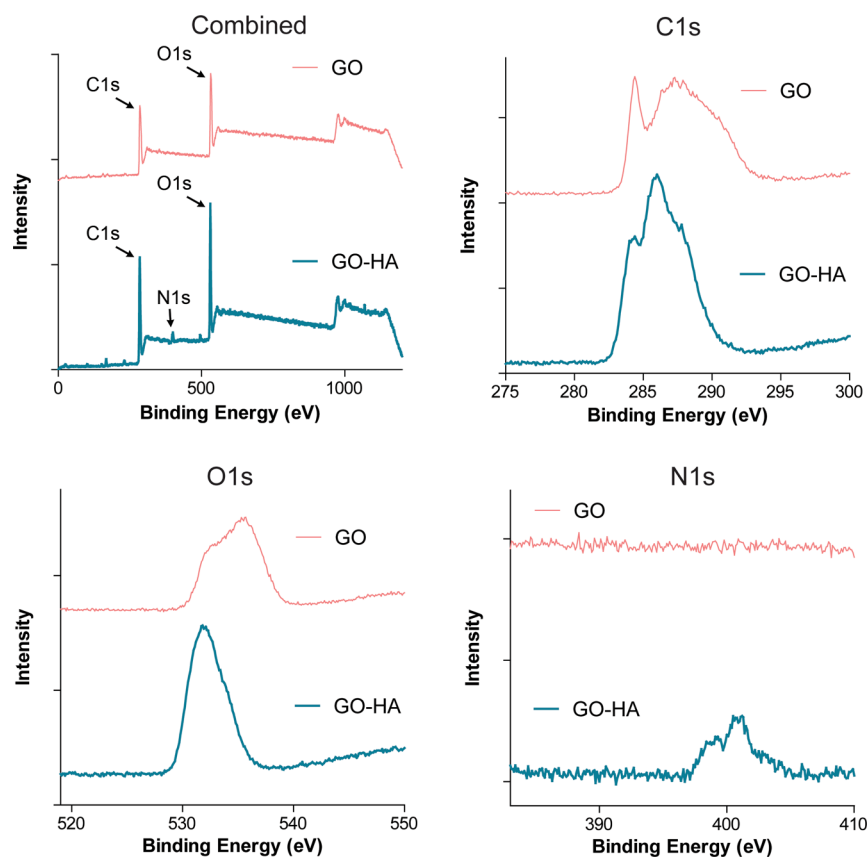 Combined
O1s
GO
C1s
O1s
C1s
GO-HA
N1s
Intensity
0
500
1000
Binding Energy (eV)
C1s
GO
GO-HA
Intensity
275
280
285
290
295
300
Binding Energy (eV)
O1s
GO
GO-HA
Intensity
520
530
540
550
Binding Energy (eV)
N1s
GO
GO-HA
Intensity
390
400
410
Binding Energy (eV)